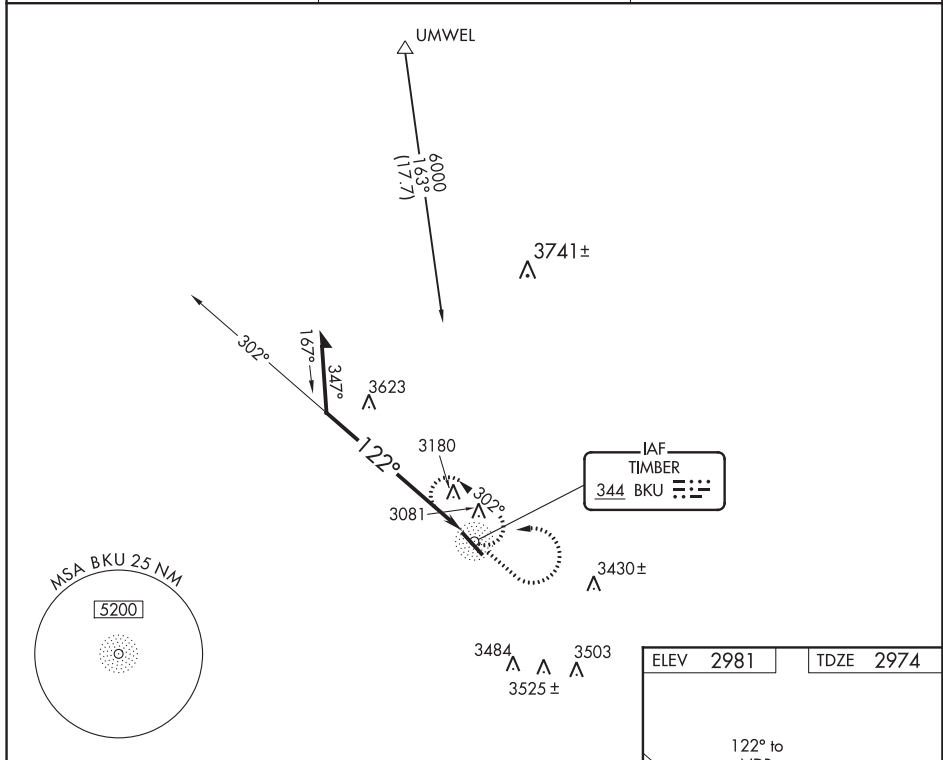 UMWEL
6000
163°
(17.7)
3741±
302°
167°
347°
3623
122°
3180
302°
3081
IAF
TIMBER
344 BKU
3430±
MSA BKU 25 NM
5200
3484
3503
3525±
ELEV 2981
TDZE 2974
122° to